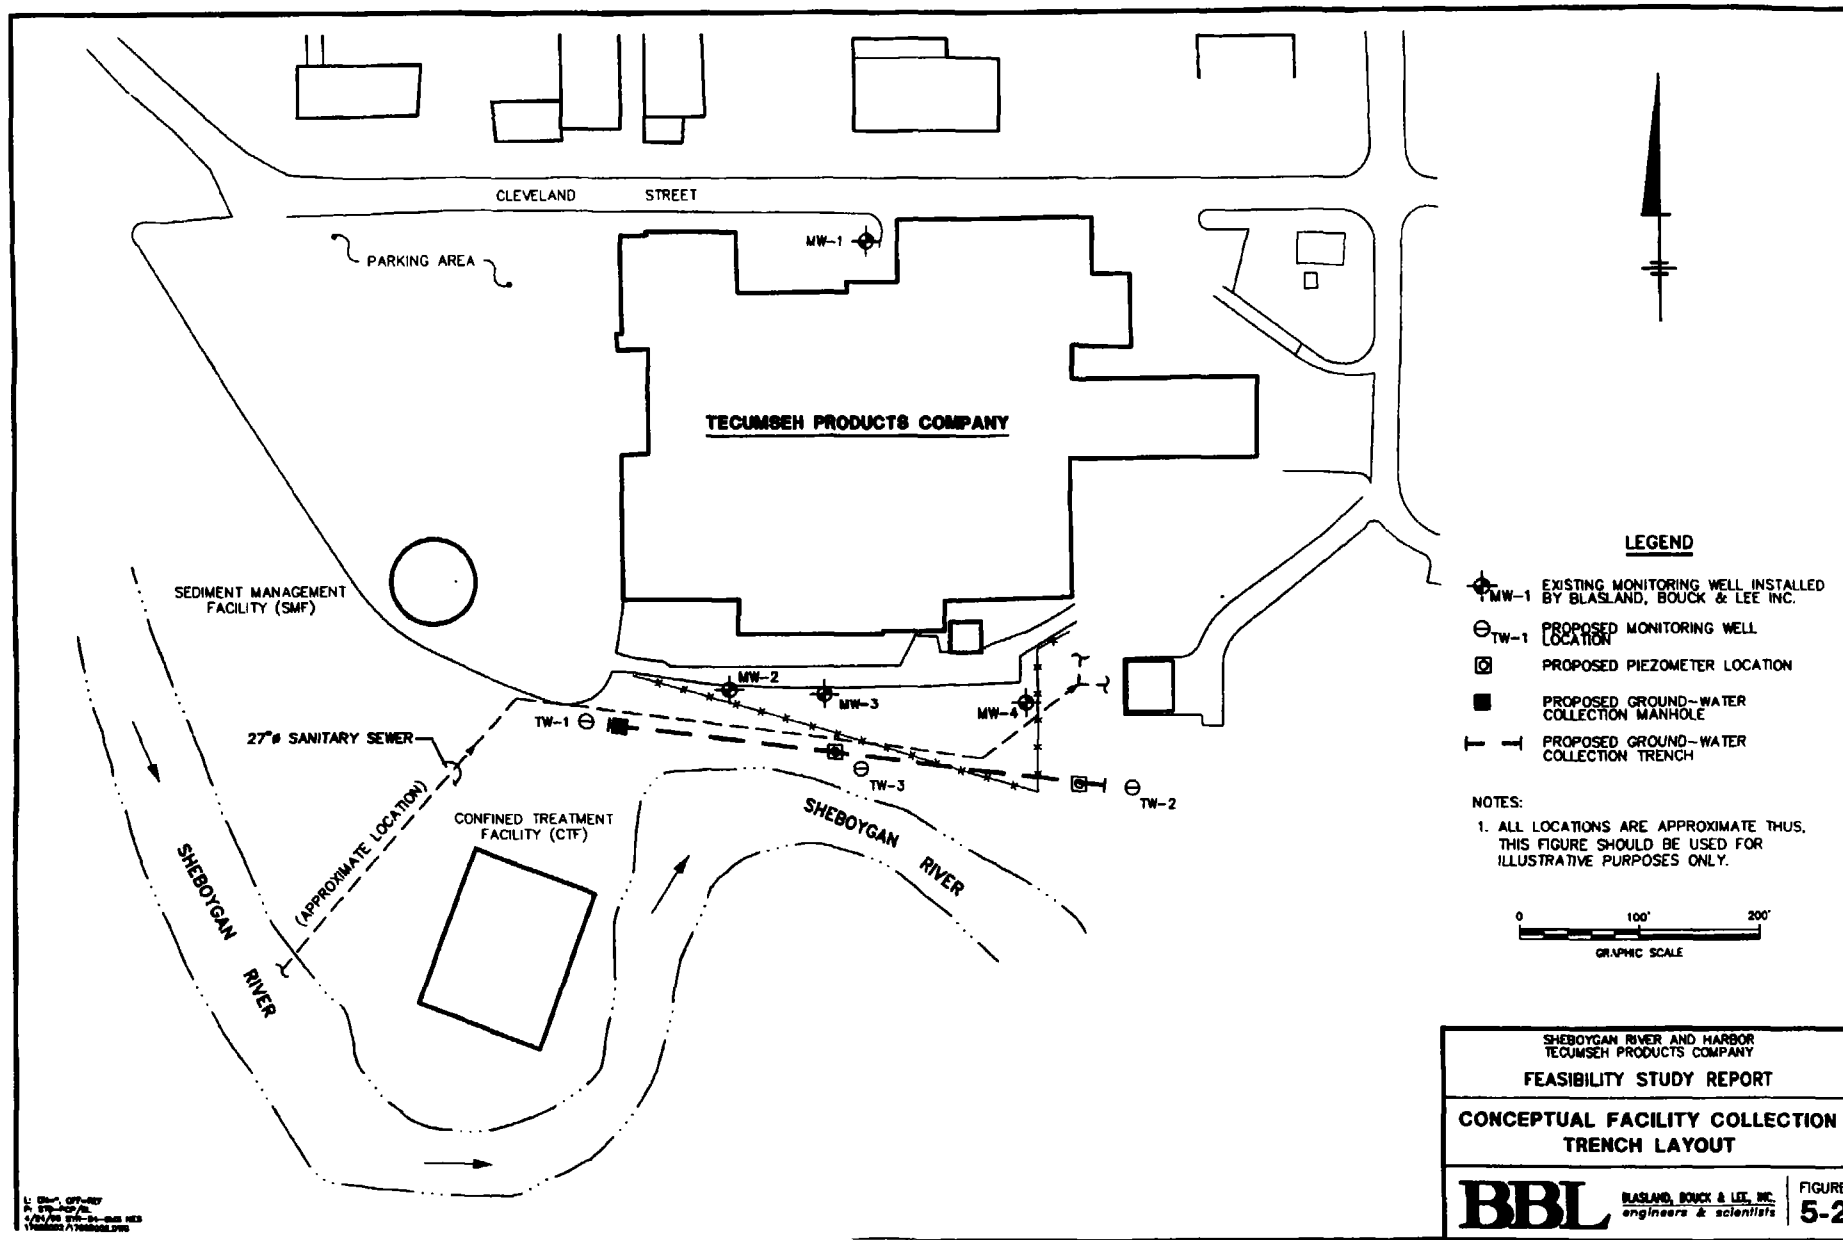 CLEVELAND STREET
MW-1
PARKING AREA
TECUMSEH PRODUCTS COMPANY
SEDIMENT MANAGEMENT
FACILITY (SMF)
MW-2
MW-3
MW-4
TW-1
TW-3
TW-2
27"ø SANITARY SEWER
(APPROXIMATE LOCATION)
CONFINED TREATMENT
FACILITY (CTF)
SHEBOYGAN RIVER
SHEBOYGAN RIVER
LEGEND
MW-1 EXISTING MONITORING WELL INSTALLED
BY BLASLAND, BOUCK & LEE INC.
TW-1 PROPOSED MONITORING WELL
LOCATION
PROPOSED PIEZOMETER LOCATION
PROPOSED GROUND-WATER
COLLECTION MANHOLE
PROPOSED GROUND-WATER
COLLECTION TRENCH
NOTES:
1. ALL LOCATIONS ARE APPROXIMATE THUS,
THIS FIGURE SHOULD BE USED FOR
ILLUSTRATIVE PURPOSES ONLY.
0 100' 200'
GRAPHIC SCALE
SHEBOYGAN RIVER AND HARBOR
TECUMSEH PRODUCTS COMPANY
FEASIBILITY STUDY REPORT
CONCEPTUAL FACILITY COLLECTION
TRENCH LAYOUT
BBL
BLASLAND, BOUCK & LEE, INC.
engineers & scientists
FIGURE
5-2